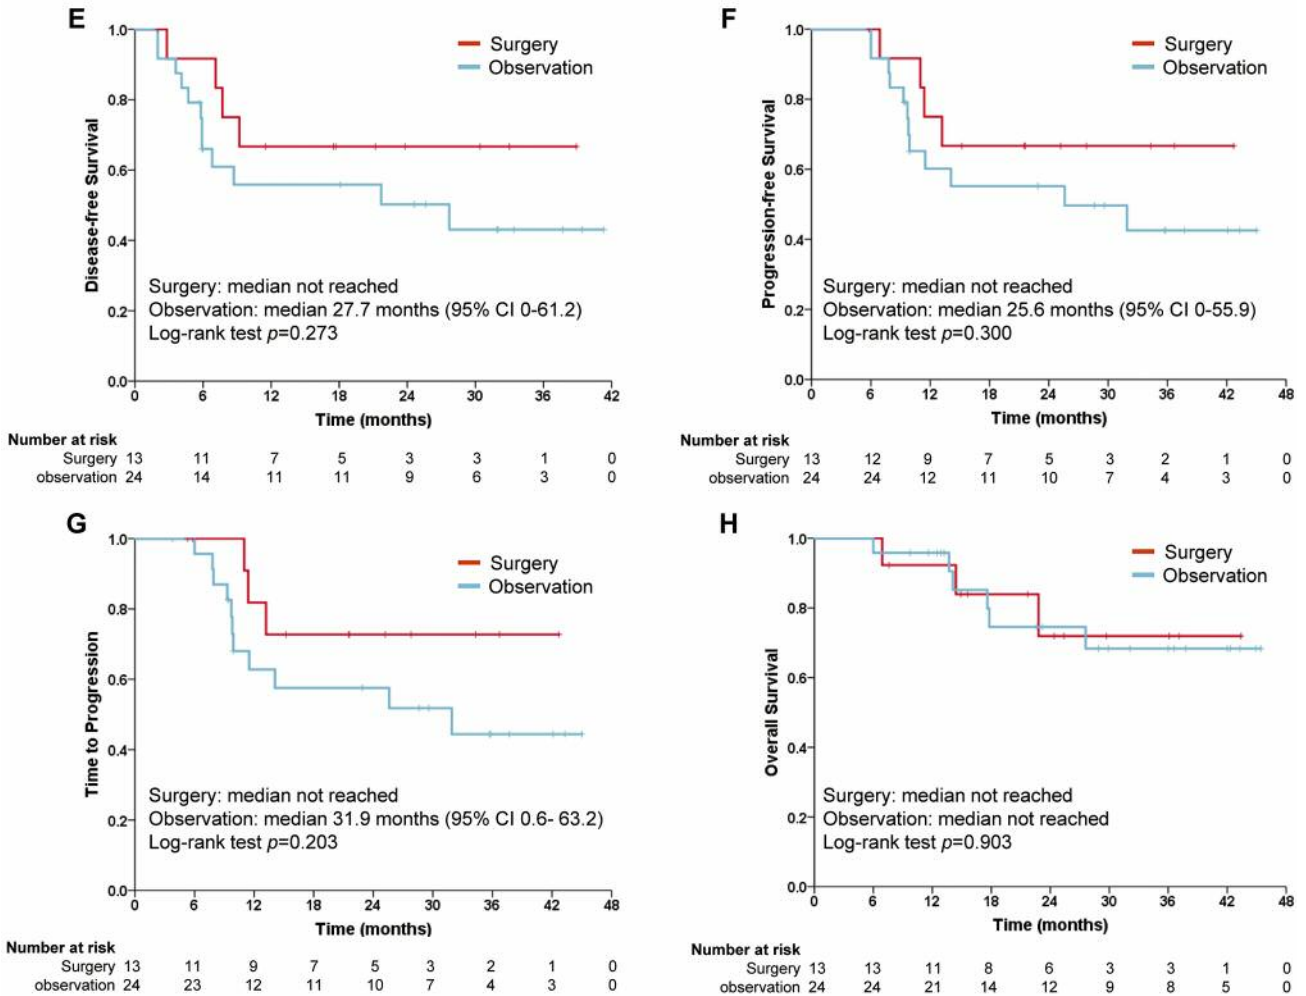 E
1.0
0.8
0.6
0.4
0.2
0.0
Disease-free Survival
Surgery
Observation
Surgery: median not reached
Observation: median 27.7 months (95% CI 0-61.2)
Log-rank test p=0.273
0 6 12 18 24 30 36 42
Time (months)
Number at risk
Surgery 13 11 7 5 3 3 1 0
observation 24 14 11 11 9 6 3 0
F
1.0
0.8
0.6
0.4
0.2
0.0
Progression-free Survival
Surgery
Observation
Surgery: median not reached
Observation: median 25.6 months (95% CI 0-55.9)
Log-rank test p=0.300
0 6 12 18 24 30 36 42 48
Time (months)
Number at risk
Surgery 13 12 9 7 5 3 2 1 0
observation 24 24 12 11 10 7 4 3 0
G
1.0
0.8
0.6
0.4
0.2
0.0
Time to Progression
Surgery
Observation
Surgery: median not reached
Observation: median 31.9 months (95% CI 0.6- 63.2)
Log-rank test p=0.203
0 6 12 18 24 30 36 42 48
Time (months)
Number at risk
Surgery 13 11 9 7 5 3 2 1 0
observation 24 23 12 11 10 7 4 3 0
H
1.0
0.8
0.6
0.4
0.2
0.0
Overall Survival
Surgery
Observation
Surgery: median not reached
Observation: median not reached
Log-rank test p=0.903
0 6 12 18 24 30 36 42 48
Time (months)
Number at risk
Surgery 13 13 11 8 6 3 3 1 0
observation 24 24 21 14 12 9 8 5 0